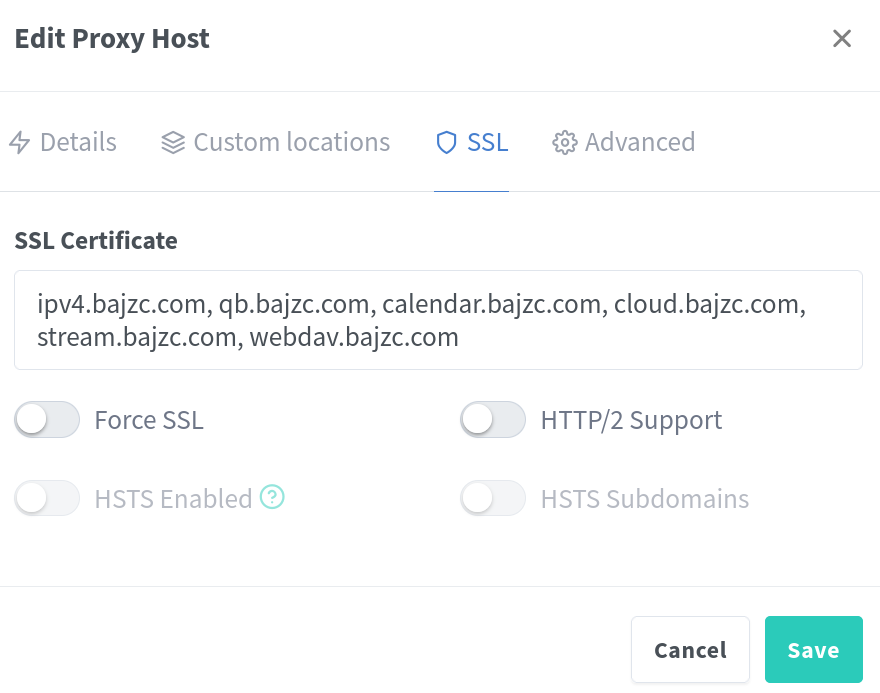 Edit Proxy Host
Details
Custom locations
SSL
Advanced
SSL Certificate
ipv4.bajzc.com, qb.bajzc.com, calendar.bajzc.com, cloud.bajzc.com,
stream.bajzc.com, webdav.bajzc.com
Force SSL
HTTP/2 Support
HSTS Enabled
HSTS Subdomains
Cancel
Save